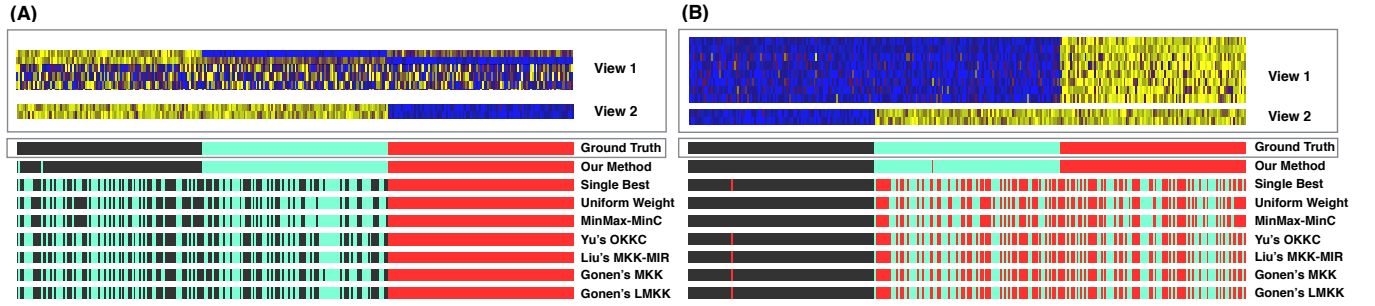 (A)
View 1
View 2
Ground Truth
Our Method
Single Best
Uniform Weight
MinMax-MinC
Yu's OKKC
Liu's MKK-MIR
Gonen's MKK
Gonen's LMKK
(B)
View 1
View 2
Ground Truth
Our Method
Single Best
Uniform Weight
MinMax-MinC
Yu's OKKC
Liu's MKK-MIR
Gonen's MKK
Gonen's LMKK